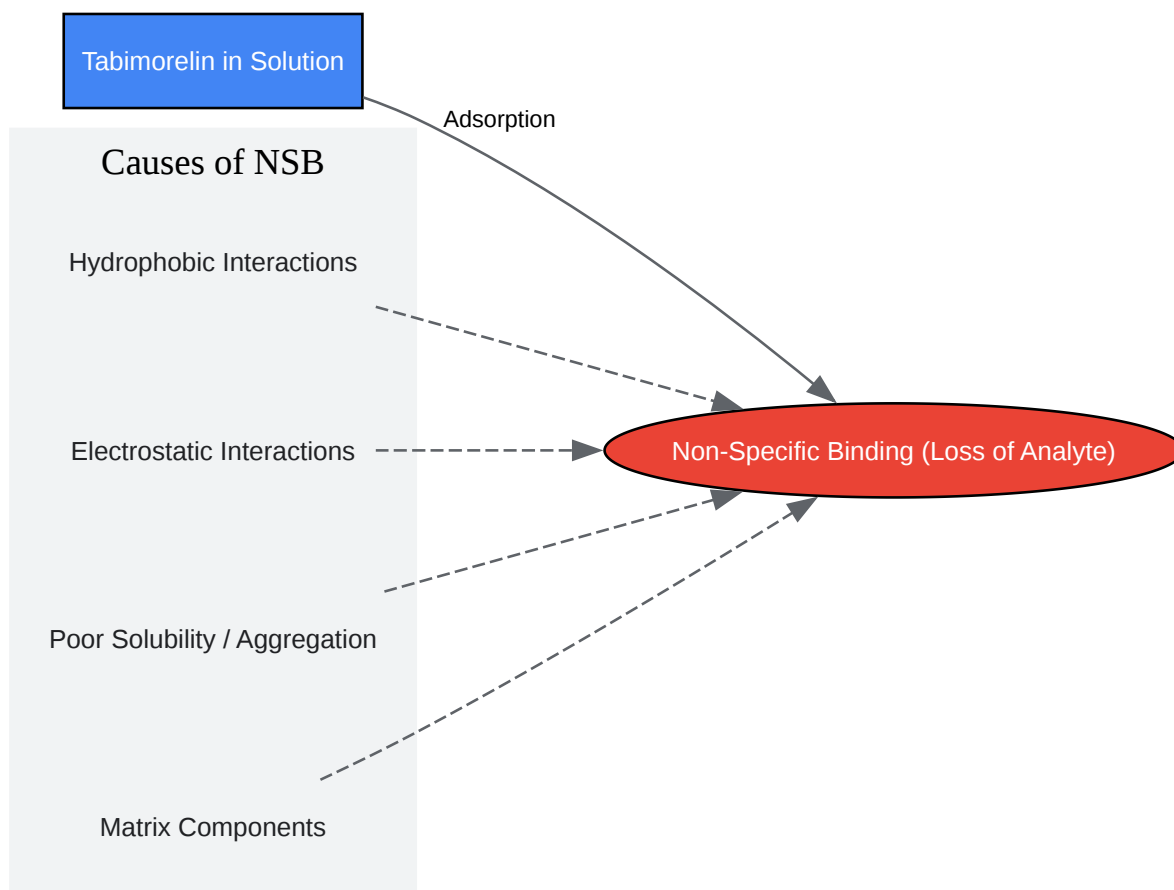 Tabimorelin in Solution
Adsorption
Causes of NSB
Hydrophobic Interactions
Electrostatic Interactions
Non-Specific Binding (Loss of Analyte)
Poor Solubility / Aggregation
Matrix Components